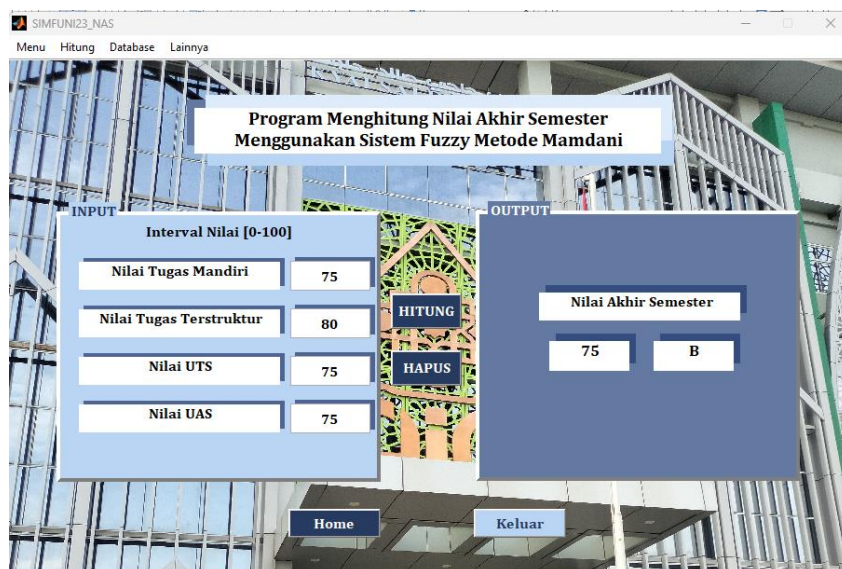 SIMFUNI23_NAS
Menu Hitung Database Lainnya
Program Menghitung Nilai Akhir Semester
Menggunakan Sistem Fuzzy Metode Mamdani
INPUT
Interval Nilai [0-100]
Nilai Tugas Mandiri 75
Nilai Tugas Terstruktur 80
Nilai UTS 75
Nilai UAS 75
HITUNG
HAPUS
OUTPUT
Nilai Akhir Semester
75 B
Home Keluar